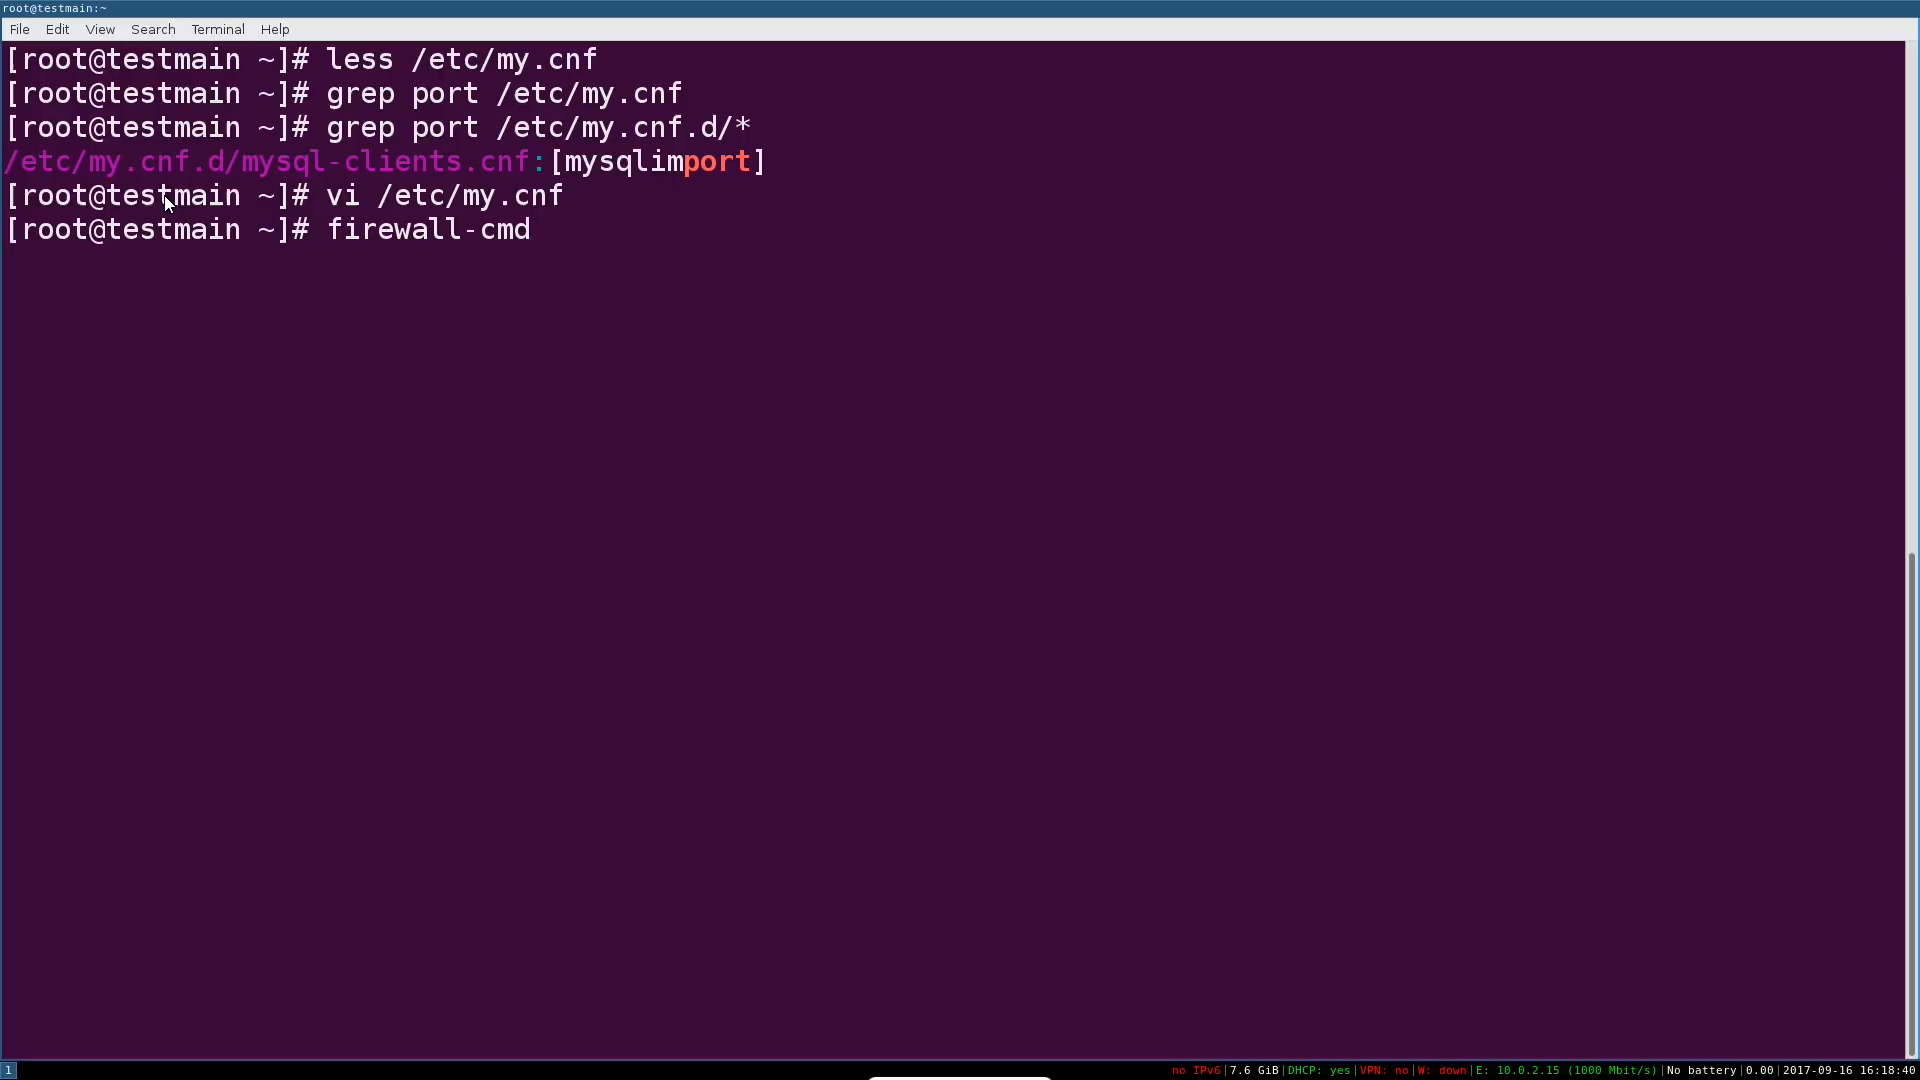 root@testmain:~
File Edit View Search Terminal Help
[root@testmain ~]# less /etc/my.cnf
[root@testmain ~]# grep port /etc/my.cnf
[root@testmain ~]# grep port /etc/my.cnf.d/*
/etc/my.cnf.d/mysql-clients.cnf:[mysqlimport]
[root@testmain ~]# vi /etc/my.cnf
[root@testmain ~]# firewall-cmd
1 no IPv6|7.6 GiB|DHCP: yes|VPN: no|W: down|E: 10.0.2.15 (1000 Mbit/s)|No battery|0.00|2017-09-16 16:18:40